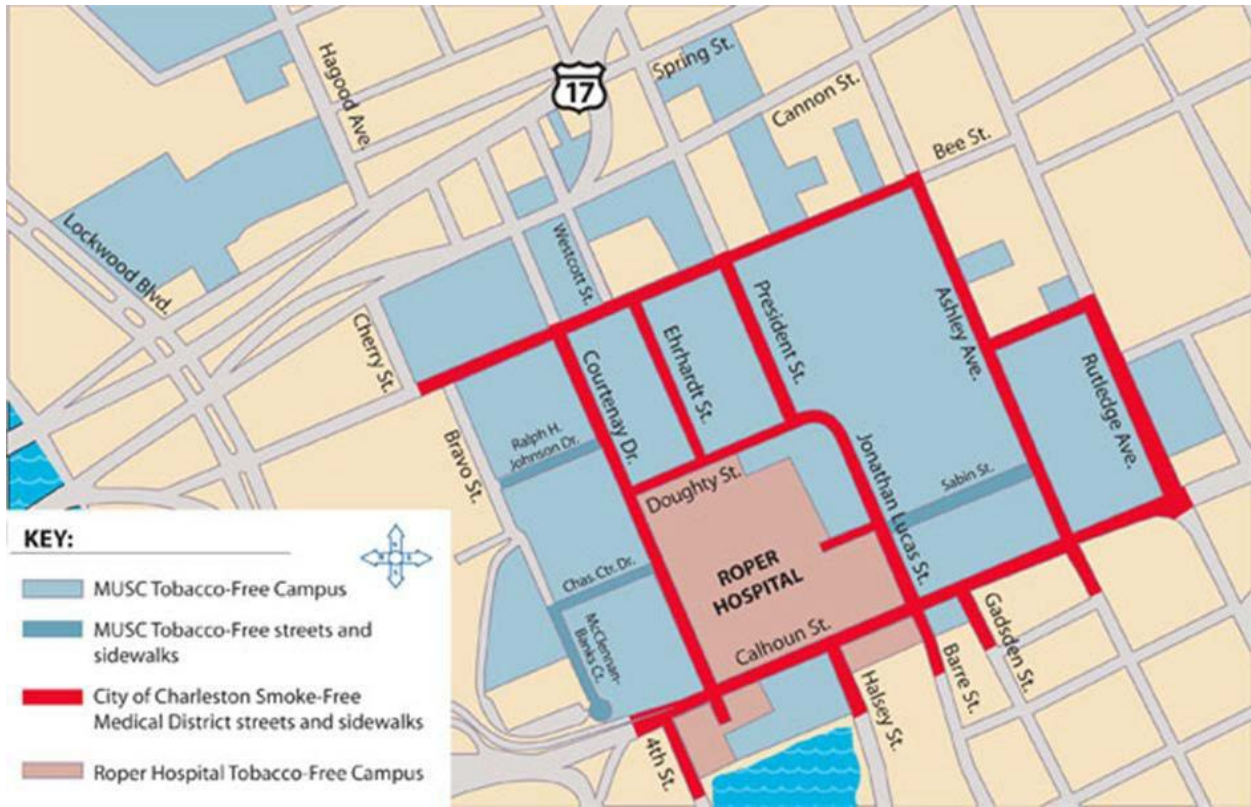 Hagood Ave.
17
Spring St.
Cannon St.
Bee St.
Lockwood Blvd.
Westcott St.
Cherry St.
Courtenay Dr.
Ehrhardt St.
President St.
Ashley Ave.
Rutledge Ave.
Bravo St.
Ralph H.
Johnson Dr.
Doughty St.
Jonathan Lucas St.
Sabin St.
ROPER
HOSPITAL
Chas. Ctr. Dr.
McClennan-
Banks Ct.
Calhoun St.
Gadsden St.
Barre St.
Halsey St.
4th St.
KEY:
MUSC Tobacco-Free Campus
MUSC Tobacco-Free streets and
sidewalks
City of Charleston Smoke-Free
Medical District streets and sidewalks
Roper Hospital Tobacco-Free Campus